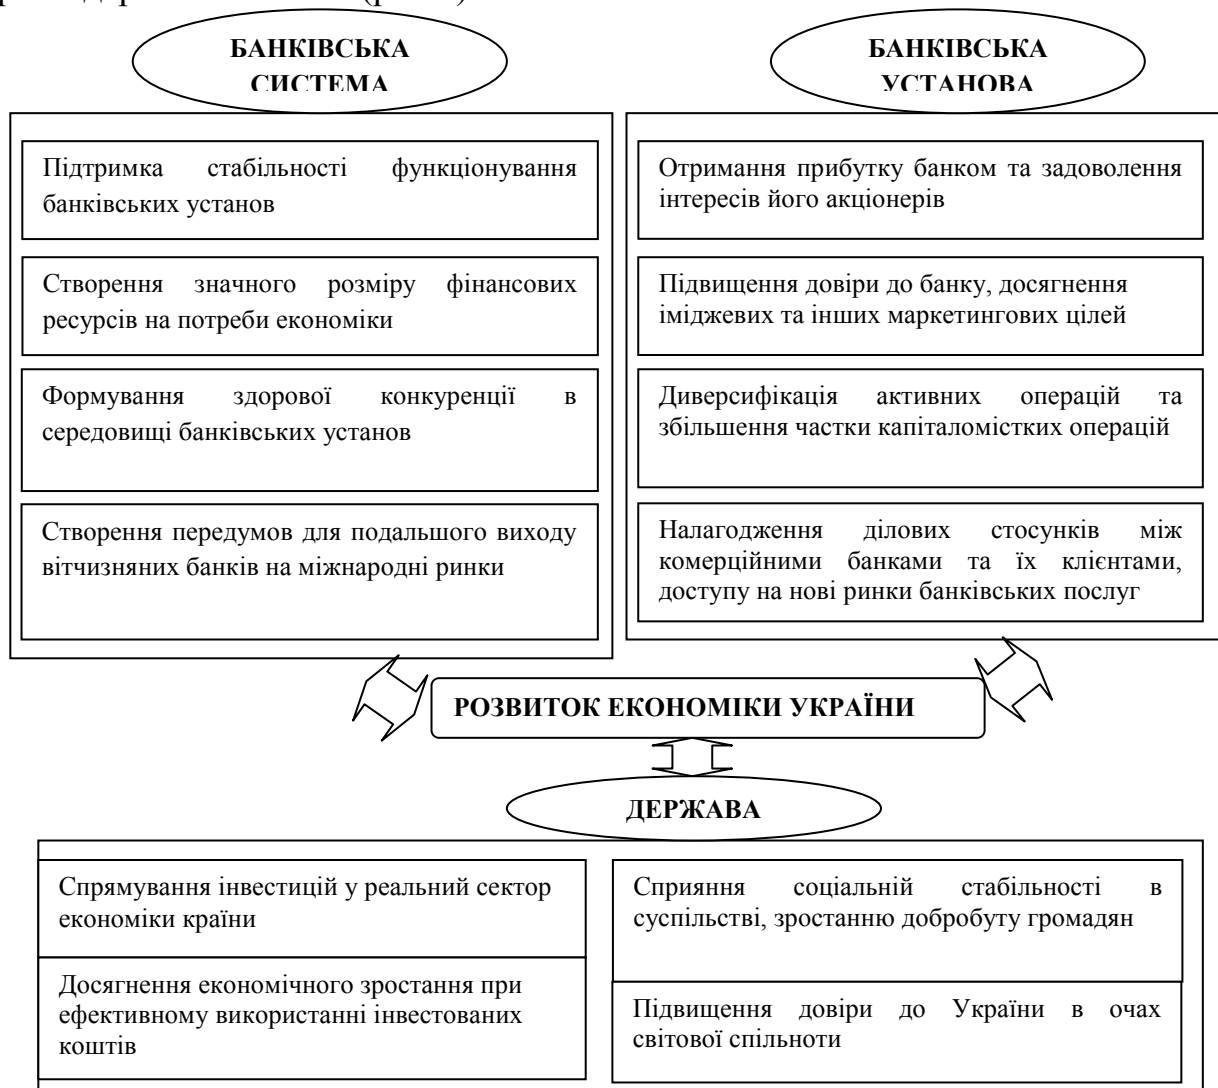 БАНКІВСЬКА
СИСТЕМА
БАНКІВСЬКА
УСТАНОВА
Підтримка стабільності функціонування
банківських установ
Створення значного розміру фінансових
ресурсів на потреби економіки
Формування здорової конкуренції в
середовищі банківських установ
Створення передумов для подальшого виходу
вітчизняних банків на міжнародні ринки
Отримання прибутку банком та задоволення
інтересів його акціонерів
Підвищення довіри до банку, досягнення
іміджевих та інших маркетингових цілей
Диверсифікація активних операцій та
збільшення частки капіталомістких операцій
Налагодження ділових стосунків між
комерційними банками та їх клієнтами,
доступу на нові ринки банківських послуг
РОЗВИТОК ЕКОНОМІКИ УКРАЇНИ
ДЕРЖАВА
Спрямування інвестицій у реальний сектор
економіки країни
Досягнення економічного зростання при
ефективному використанні інвестованих
коштів
Сприяння соціальній стабільності в
суспільстві, зростанню добробуту громадян
Підвищення довіри до України в очах
світової спільноти